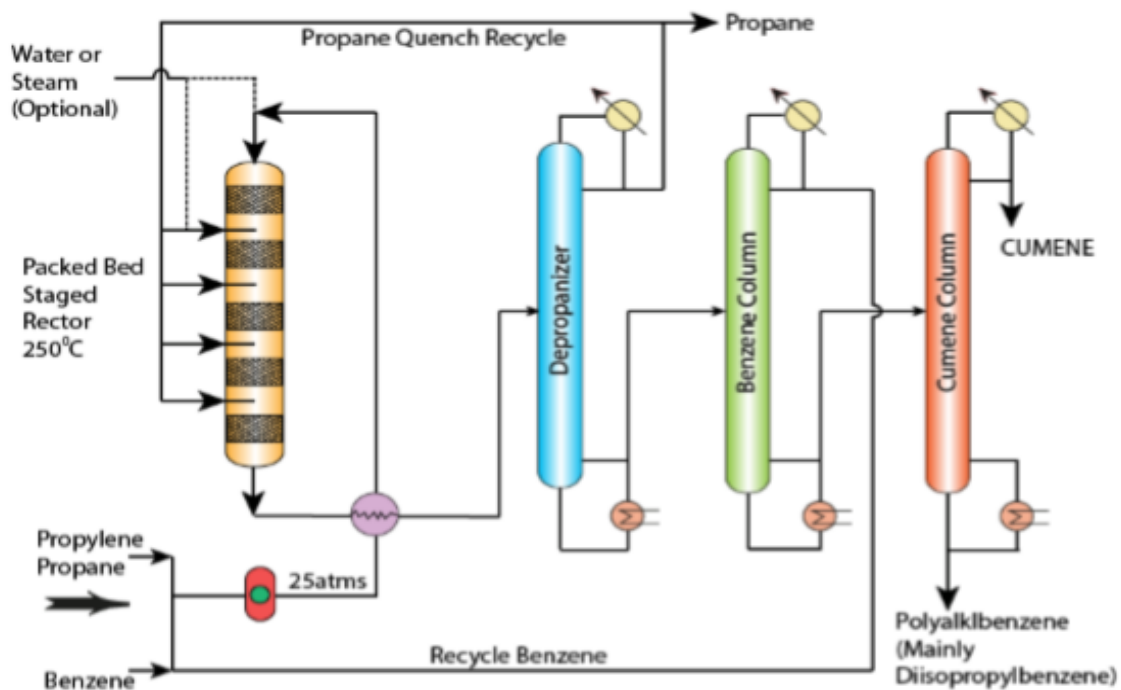 Propane
Propane Quench Recycle
Water or
Steam
(Optional)
Packed Bed
Staged
Rector
250⁰C
Depropanizer
Benzene Column
Cumene Column
CUMENE
Propylene
Propane
25atms
Benzene
Recycle Benzene
Polyalklbenzene
(Mainly
Diisopropylbenzene)